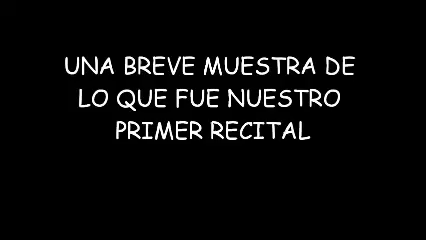 UNA BREVE MUESTRA DE
LO QUE FUE NUESTRO
PRIMER RECITAL